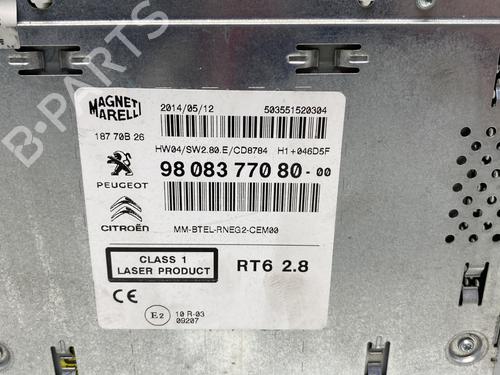 MAGNETI
MARELLI
2014/05/12 503551520304
187 70B 26
HW04/SW2.80.E/CD8784 H1+046D5F
98 083 770 80-00
PEUGEOT
CITROËN
MM-BTEL-RNEG2-CEM00
CLASS 1
LASER PRODUCT
RT6 2.8
CE
E2
10 R-03
09207
B-Parts